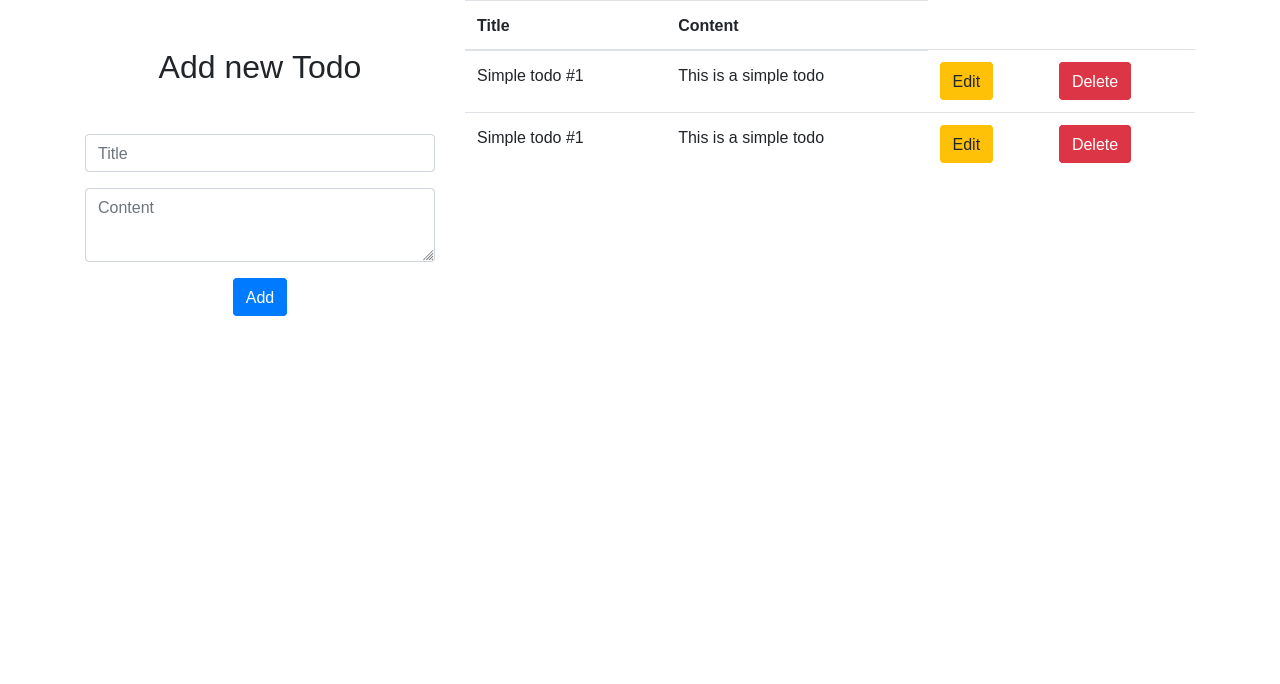 Add new Todo
Title
Content
Add
Title Content
Simple todo #1 This is a simple todo Edit Delete
Simple todo #1 This is a simple todo Edit Delete